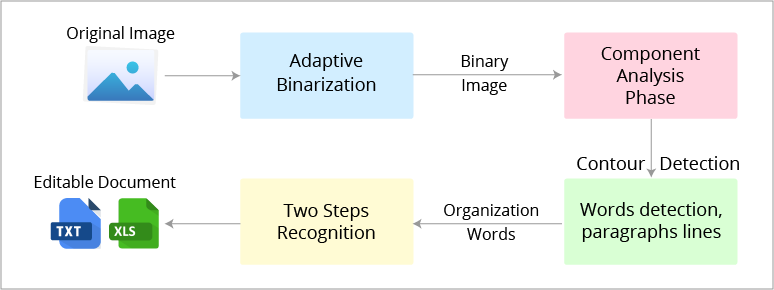 Original Image
Adaptive
Binarization
Binary
Image
Component
Analysis
Phase
Contour Detection
Words detection,
paragraphs lines
Organization
Words
Two Steps
Recognition
Editable Document
TXT
XLS